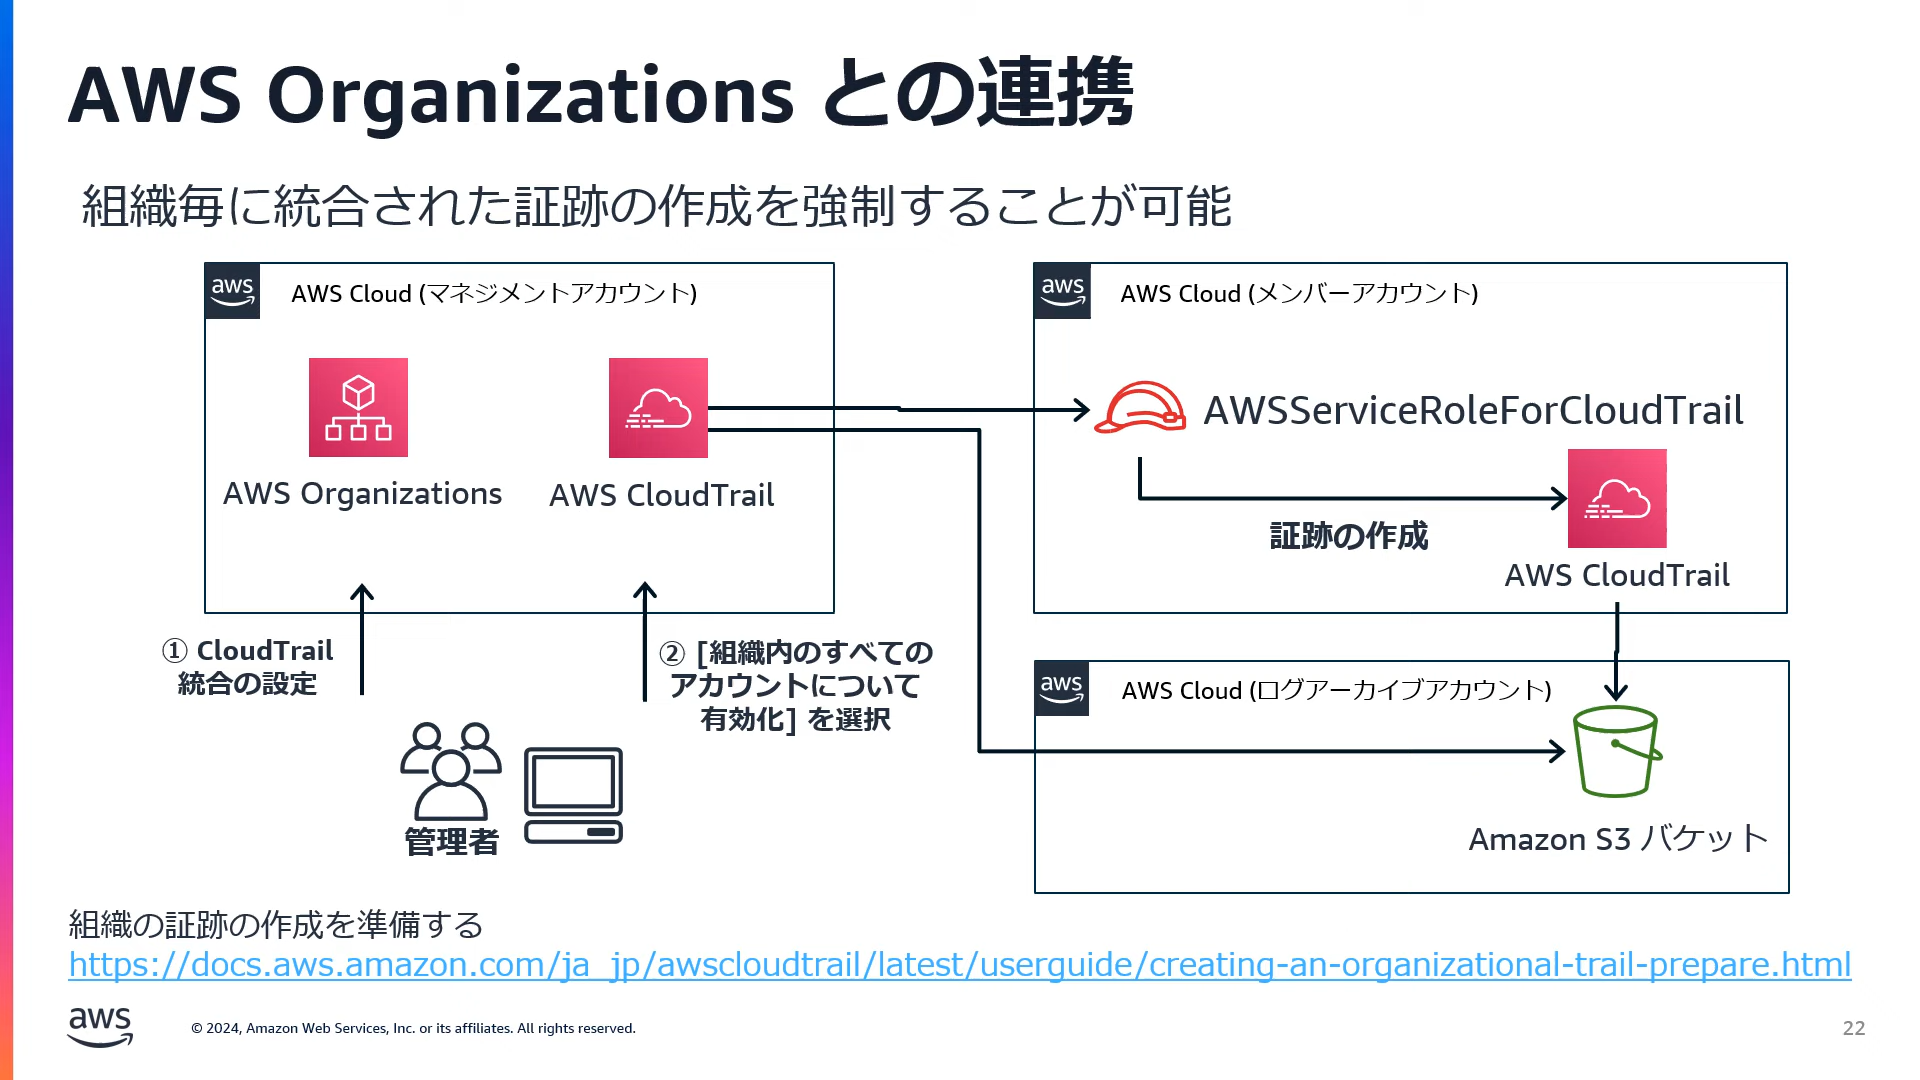 AWS Organizations との連携
組織毎に統合された証跡の作成を強制することが可能
aws
AWS Cloud (マネジメントアカウント)
AWS Organizations
AWS CloudTrail
aws
AWS Cloud (メンバーアカウント)
AWSServiceRoleForCloudTrail
証跡の作成
AWS CloudTrail
① CloudTrail
統合の設定
② [組織内のすべての
アカウントについて
有効化] を選択
管理者
aws
AWS Cloud (ログアーカイブアカウント)
Amazon S3 バケット
組織の証跡の作成を準備する
https://docs.aws.amazon.com/ja_jp/awscloudtrail/latest/userguide/creating-an-organizational-trail-prepare.html
aws
© 2024, Amazon Web Services, Inc. or its affiliates. All rights reserved.
22